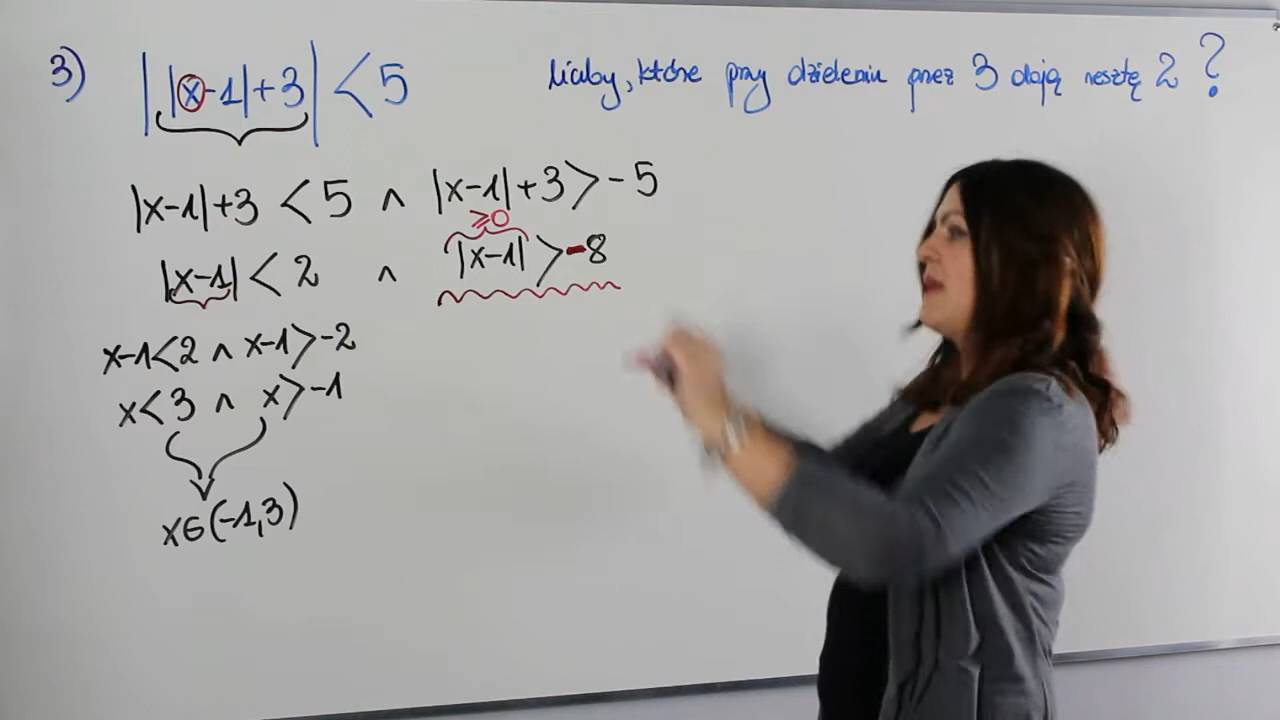 3) ||x-1|+3| < 5
liczby, które przy dzieleniu przez 3 dają resztę 2?
|x-1|+3 < 5 ∧ |x-1|+3 > -5
≥0
|x-1| < 2 ∧ |x-1| > -8
x-1<2 ∧ x-1>-2
x<3 ∧ x>-1
x∈(-1,3)